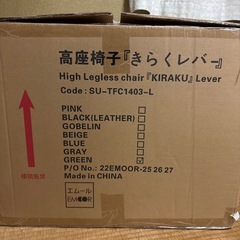 高座椅子『きらくレバー』
High Legless chair『KIRAKU』Lever
Code : SU-TFC1403-L
PINK
BLACK(LEATHER)
GOBELIN
BEIGE
BLUE
GRAY
GREEN
P/O No.: 22EMOOR-25 26 27
Made in CHINA
エムール
EMOOR